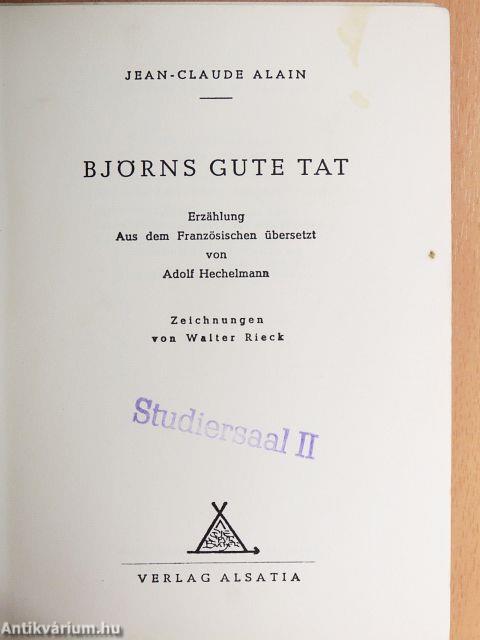 JEAN-CLAUDE ALAIN
BJÖRNS GUTE TAT
Erzählung
Aus dem Französischen übersetzt
von
Adolf Hechelmann
Zeichnungen
von Walter Rieck
Studiersaal II
VERLAG ALSATIA
Antikvárium.hu